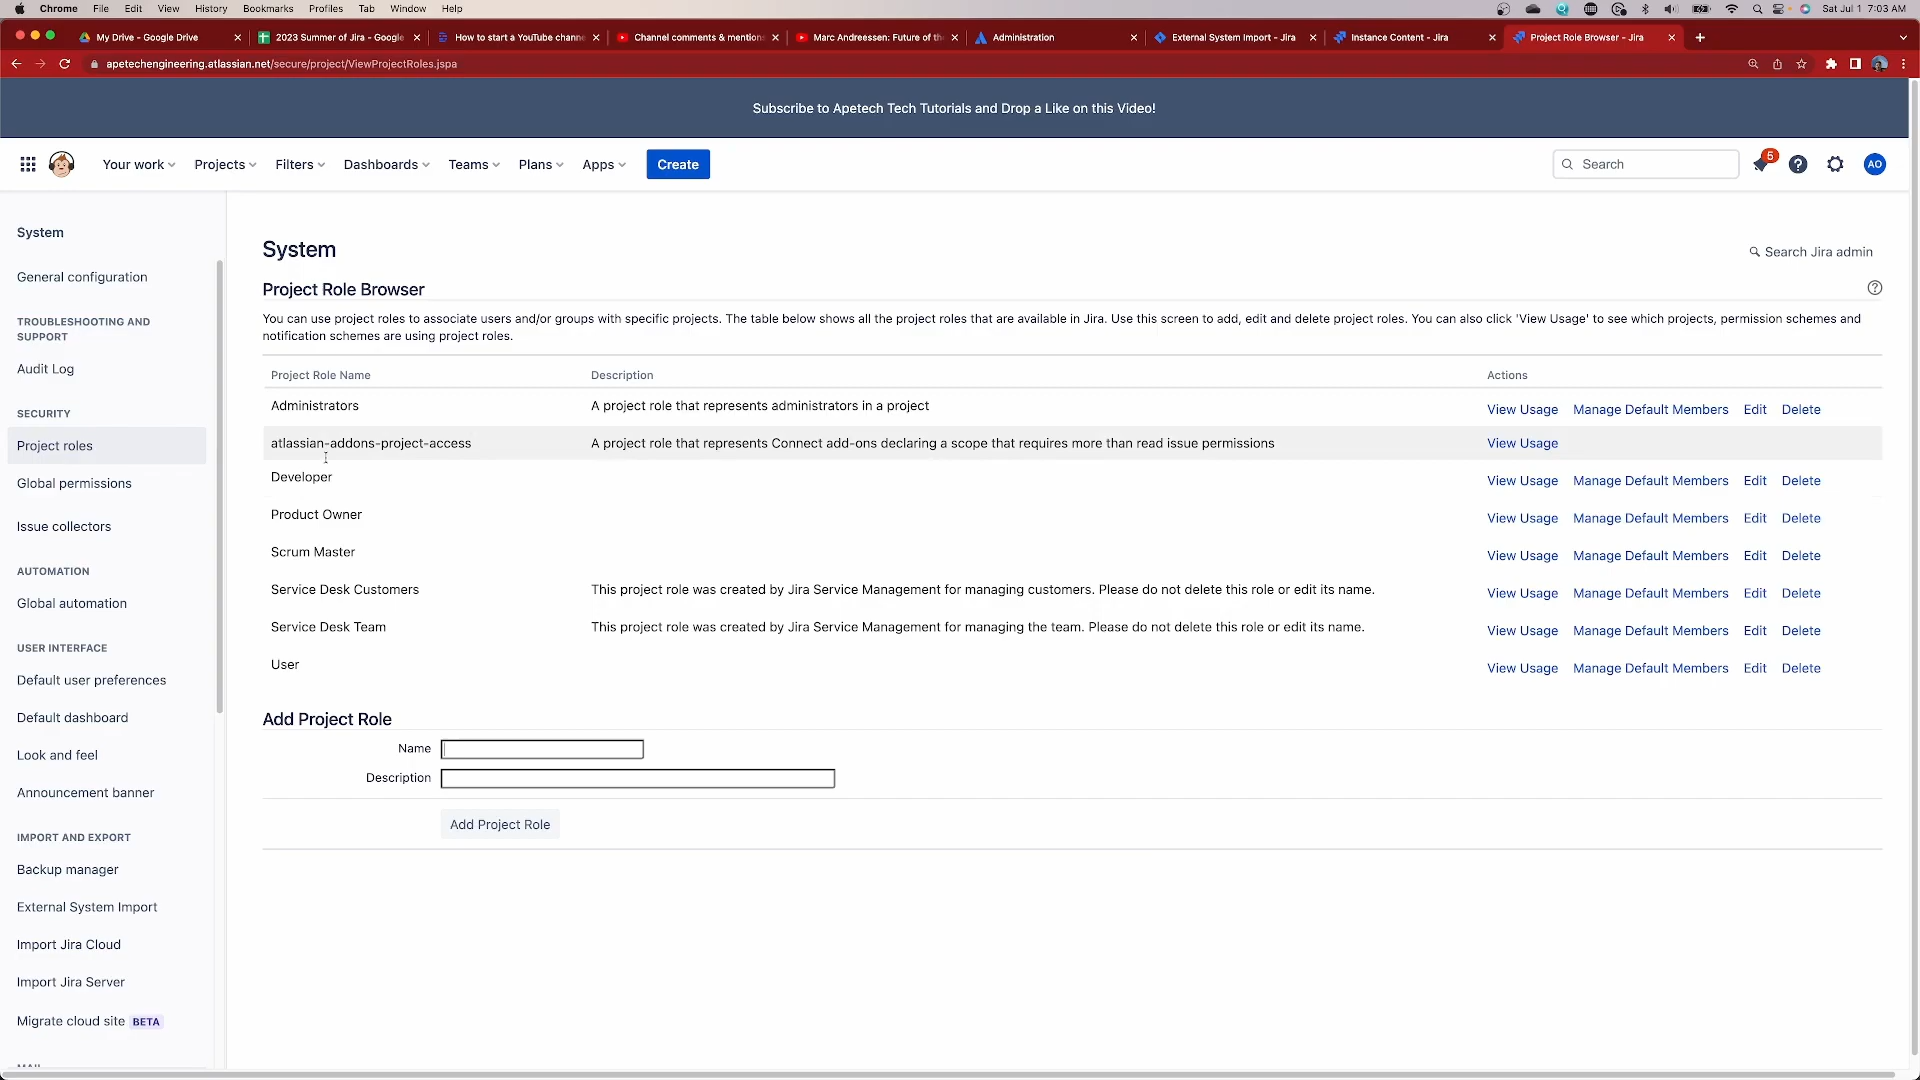 Chrome File Edit View History Bookmarks Profiles Tab Window Help Sat Jul 1 7:03 AM
My Drive - Google Drive 2023 Summer of Jira - Google How to start a YouTube channe Channel comments & mention Marc Andreessen: Future of th Administration External System Import - Jira Instance Content - Jira Project Role Browser - Jira
apetechengineering.atlassian.net/secure/project/ViewProjectRoles.jspa
Subscribe to Apetech Tech Tutorials and Drop a Like on this Video!
Your work Projects Filters Dashboards Teams Plans Apps Create Search 5 AO
System
General configuration
TROUBLESHOOTING AND
SUPPORT
Audit Log
SECURITY
Project roles
Global permissions
Issue collectors
AUTOMATION
Global automation
USER INTERFACE
Default user preferences
Default dashboard
Look and feel
Announcement banner
IMPORT AND EXPORT
Backup manager
External System Import
Import Jira Cloud
Import Jira Server
Migrate cloud site BETA
MAIL
System
Search Jira admin
Project Role Browser
You can use project roles to associate users and/or groups with specific projects. The table below shows all the project roles that are available in Jira. Use this screen to add, edit and delete project roles. You can also click 'View Usage' to see which projects, permission schemes and
notification schemes are using project roles.
Project Role Name Description Actions
Administrators A project role that represents administrators in a project View Usage Manage Default Members Edit Delete
atlassian-addons-project-access A project role that represents Connect add-ons declaring a scope that requires more than read issue permissions View Usage
Developer View Usage Manage Default Members Edit Delete
Product Owner View Usage Manage Default Members Edit Delete
Scrum Master View Usage Manage Default Members Edit Delete
Service Desk Customers This project role was created by Jira Service Management for managing customers. Please do not delete this role or edit its name. View Usage Manage Default Members Edit Delete
Service Desk Team This project role was created by Jira Service Management for managing the team. Please do not delete this role or edit its name. View Usage Manage Default Members Edit Delete
User View Usage Manage Default Members Edit Delete
Add Project Role
Name
Description
Add Project Role